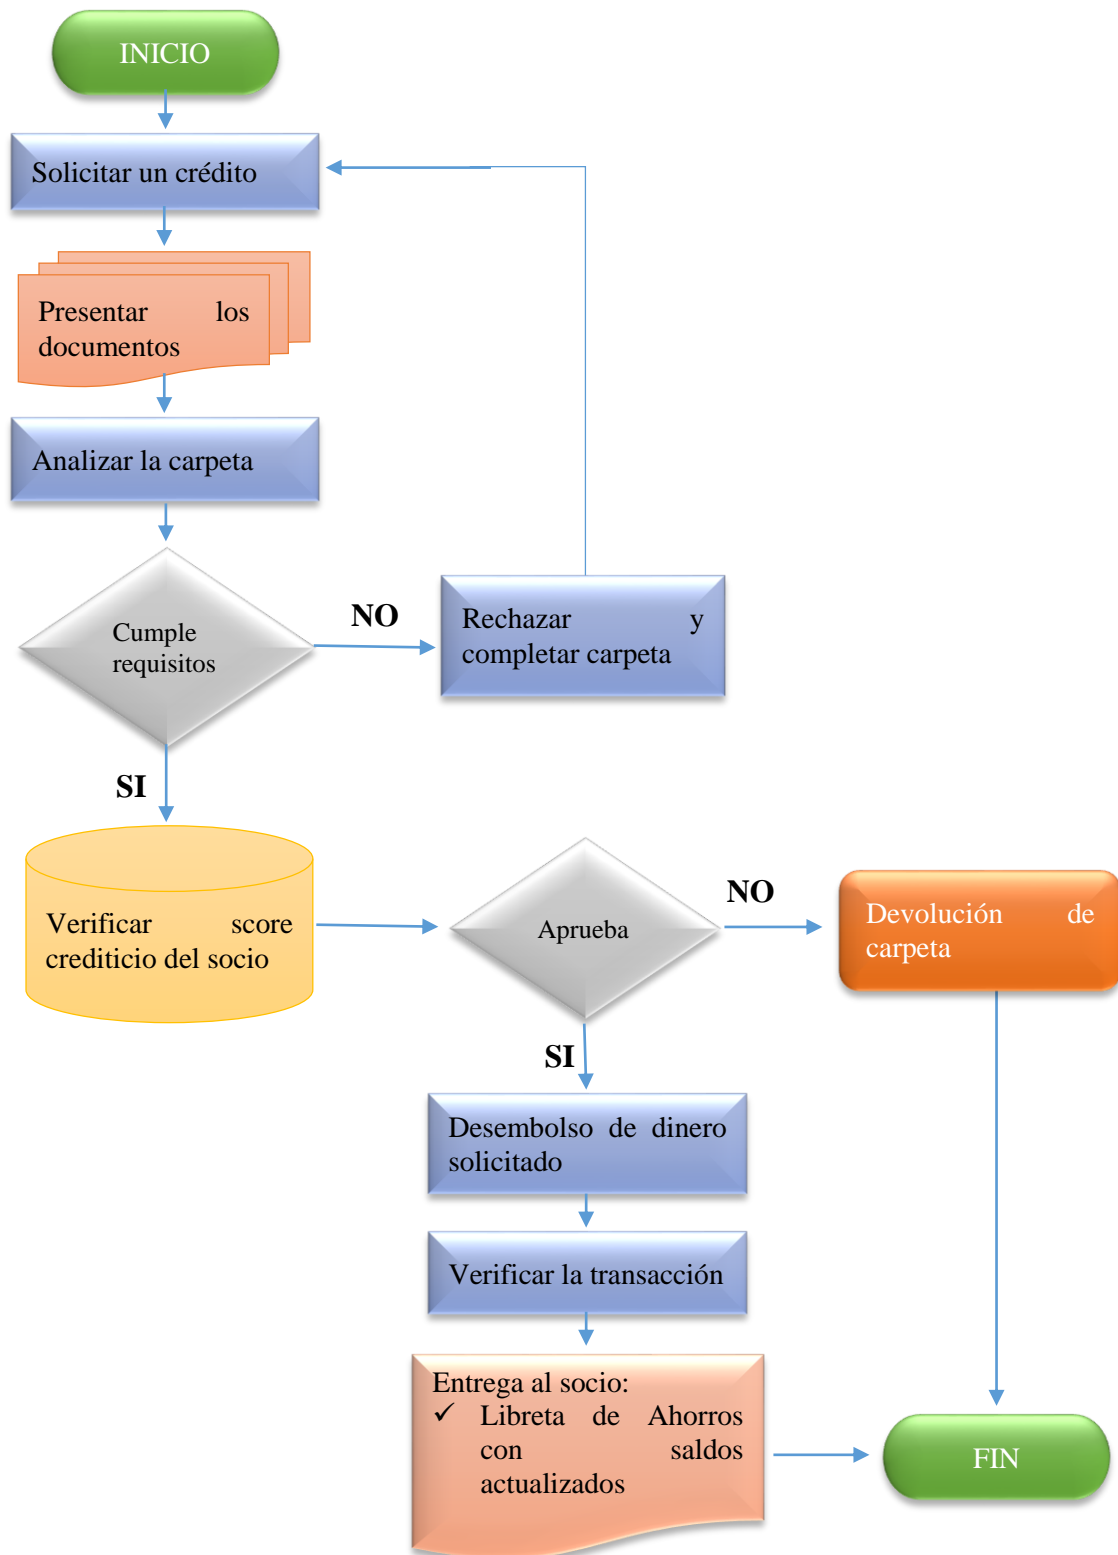 INICIO
Solicitar un crédito
Presentar los
documentos
Analizar la carpeta
Cumple
requisitos
NO
Rechazar y
completar carpeta
SI
Verificar score
crediticio del socio
Aprueba
NO
Devolución de
carpeta
SI
Desembolso de dinero
solicitado
Verificar la transacción
Entrega al socio:
✓ Libreta de Ahorros
con saldos
actualizados
FIN